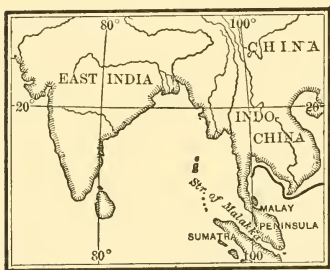 80° 100°
CHINA
EAST INDIA
20° 20°
INDO-
CHINA
Str. of Malakka
MALAY
PENINSULA
SUMATRA
80° 100